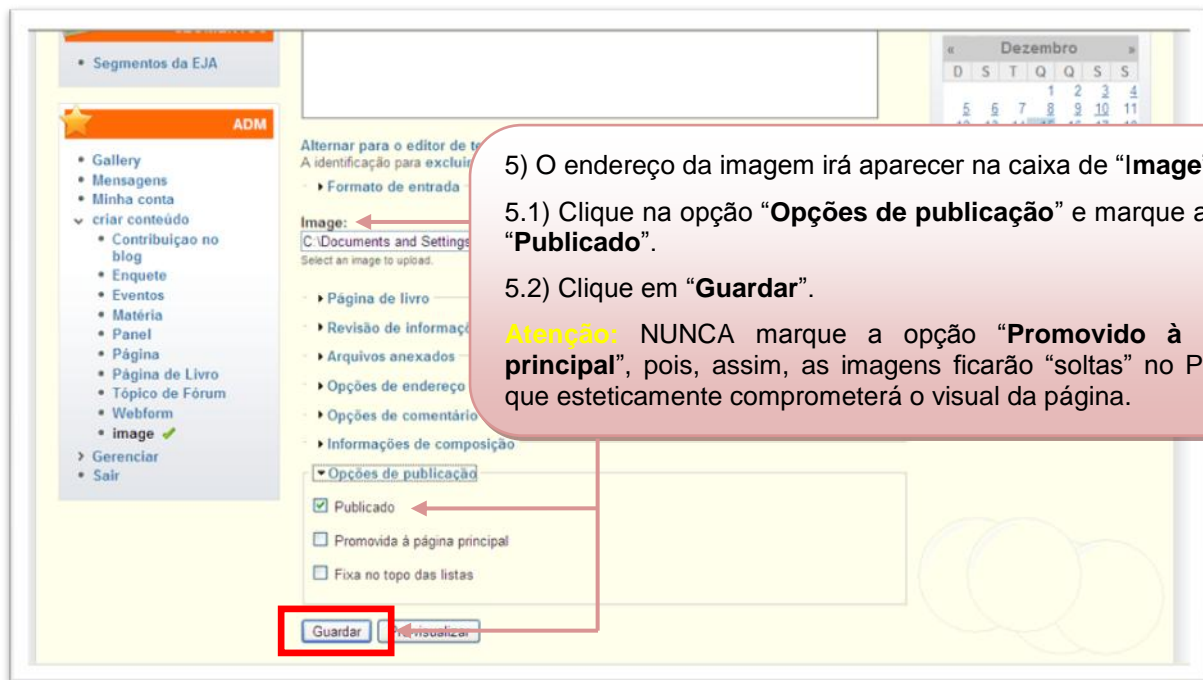 • Segmentos da EJA
ADM
• Gallery
• Mensagens
• Minha conta
criar conteúdo
• Contribuiçao no
blog
• Enquete
• Eventos
• Matéria
• Panel
• Página
• Página de Livro
• Tópico de Fórum
• Webform
• image
Gerenciar
• Sair
Alternar para o editor de
A identificação para exclui
Formato de entrada
Image:
C:\Documents and Settings
Select an image to upload.
Página de livro
Revisão de informaç
Arquivos anexados
Opções de endereço
Opções de comentário
Informações de composição
Opções de publicação
Publicado
Promovida à página principal
Fixa no topo das listas
Guardar
« Dezembro »
D S T Q Q S S
1 2 3 4
5 6 7 8 9 10 11
5) O endereço da imagem irá aparecer na caixa de “Image
5.1) Clique na opção “Opções de publicação” e marque a
“Publicado”.
5.2) Clique em “Guardar”.
Atenção: NUNCA marque a opção “Promovido à
principal”, pois, assim, as imagens ficarão “soltas” no P
que esteticamente comprometerá o visual da página.